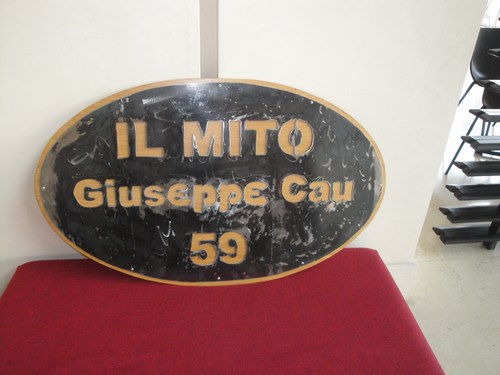 IL MITO
Giuseppe Cau
59